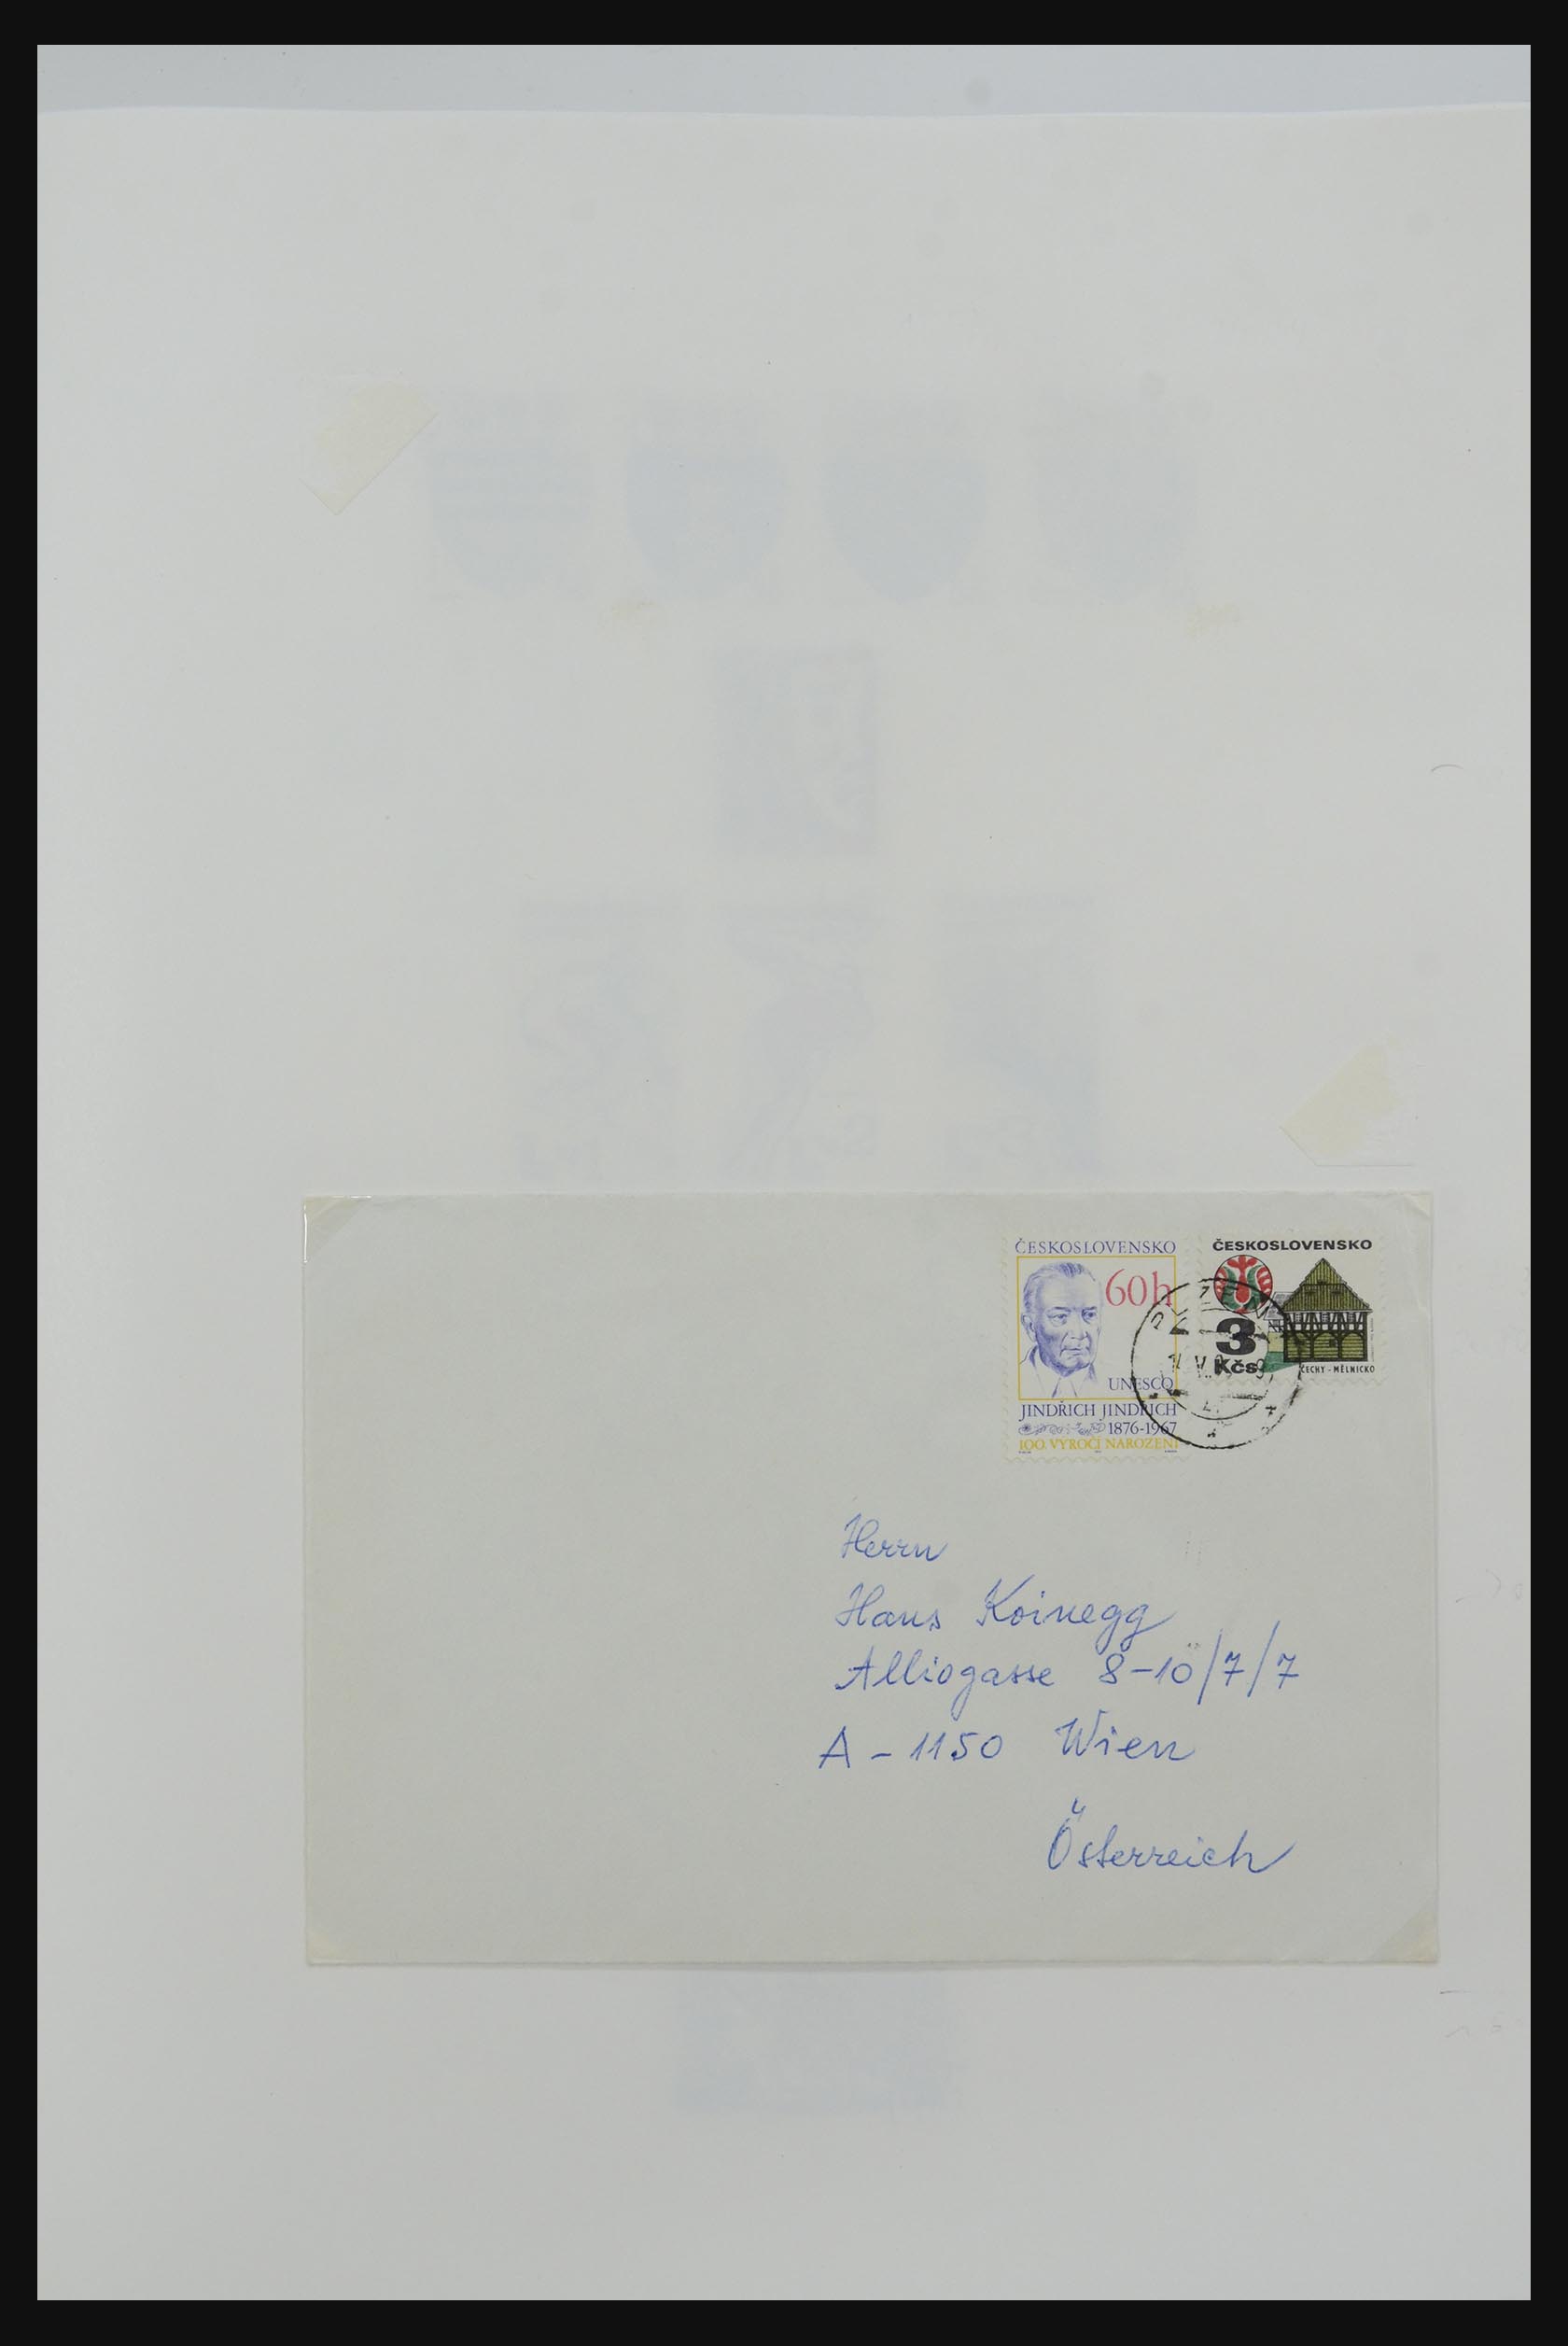 ČESKOSLOVENSKO
60h
UNESCO
JINDŘICH JINDŘICH
1876-1967
100. VÝROČÍ NAROZENÍ
ČESKOSLOVENSKO
3
Kčs
ČECHY - MĚLNICKO
PLZEŇ
Herrn
Hans Koinegg
Alliogasse 8-10/7/7
A - 1150 Wien
Österreich